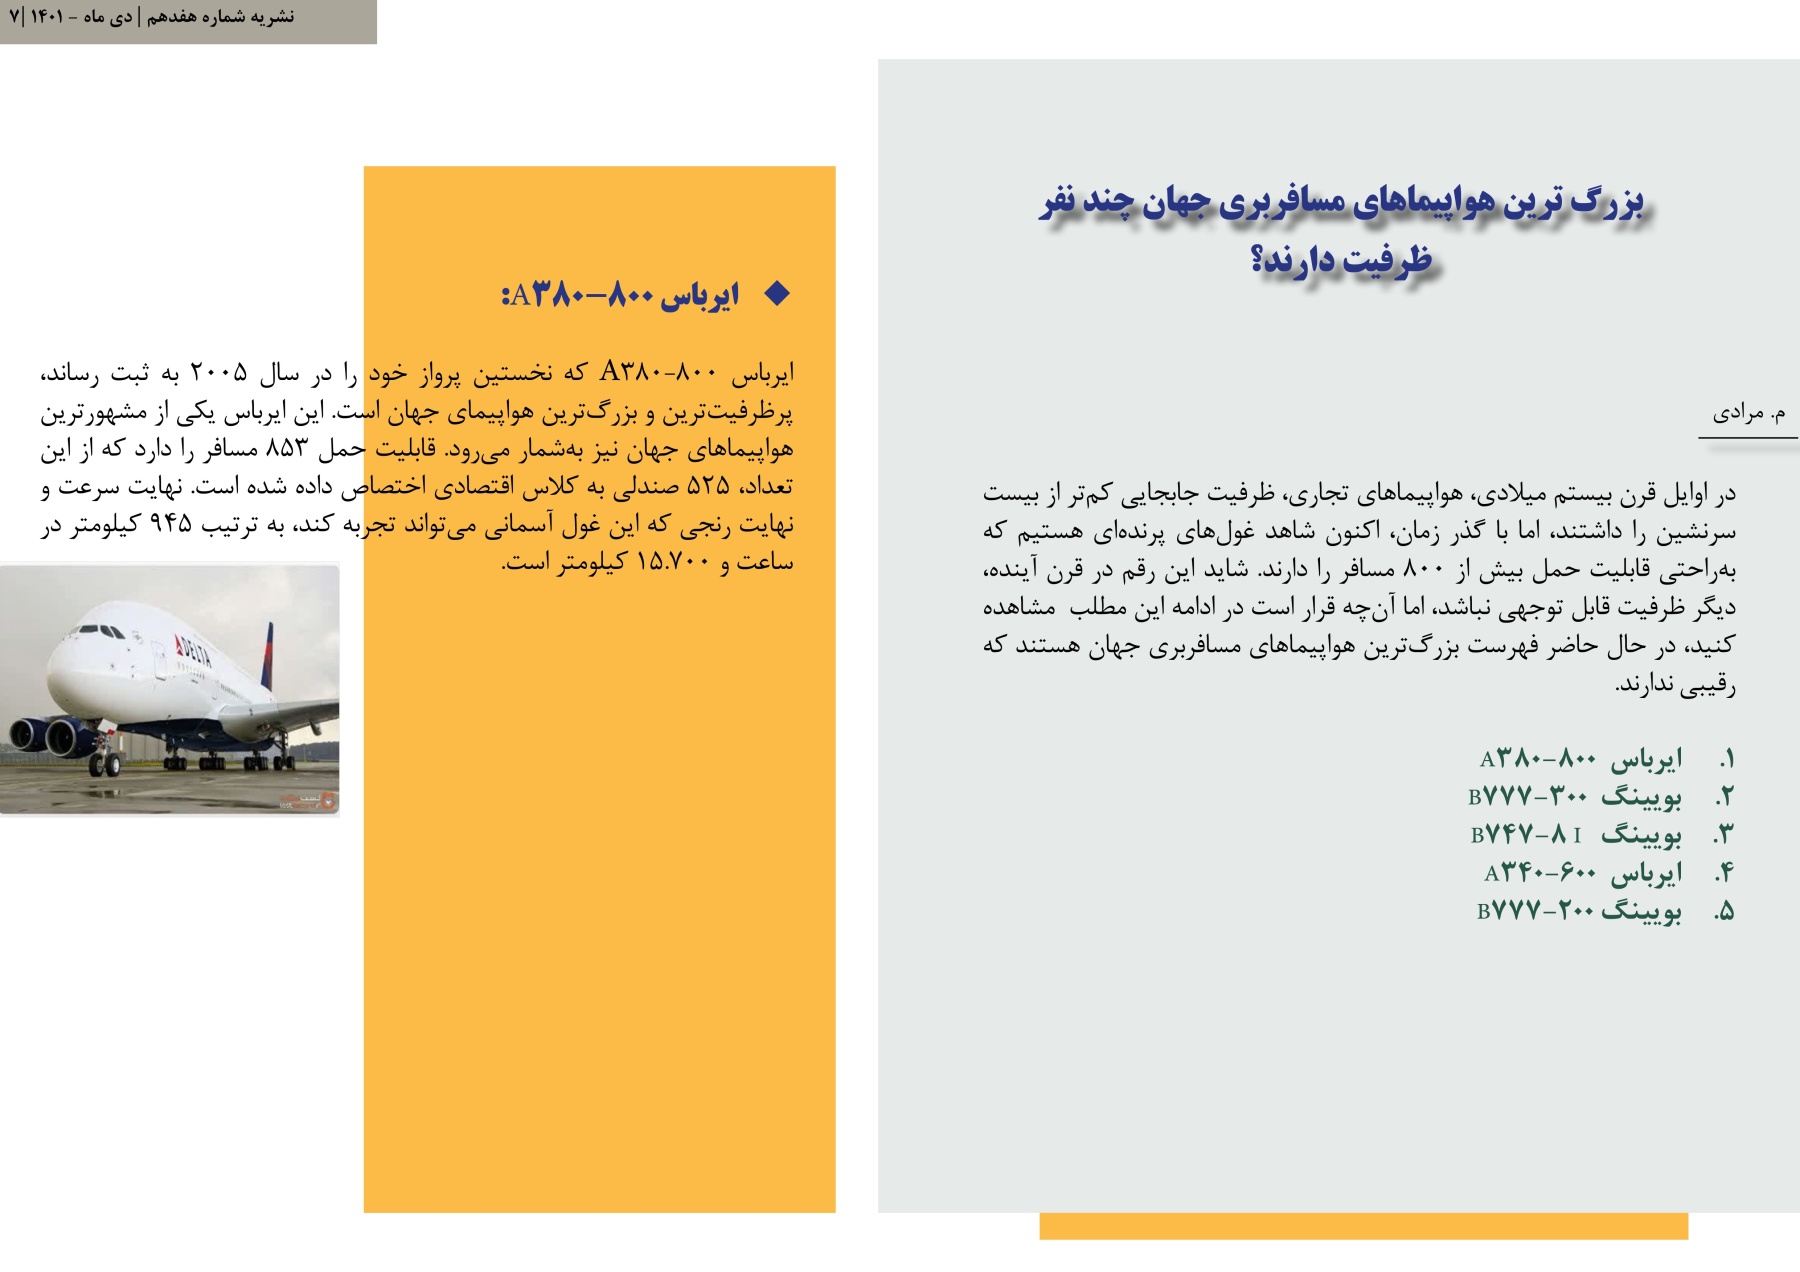 نشریه شماره هفدهم | دی ماه - ۱۴۰۱ |۷
بزرگ ترین هواپیماهای مسافربری جهان چند نفر
ظرفیت دارند؟
م. مرادی
در اوایل قرن بیستم میلادی، هواپیماهای تجاری، ظرفیت جابجایی کم‌تر از بیست
سرنشین را داشتند، اما با گذر زمان، اکنون شاهد غول‌های پرنده‌ای هستیم که
به‌راحتی قابلیت حمل بیش از ۸۰۰ مسافر را دارند. شاید این رقم در قرن آینده،
دیگر ظرفیت قابل توجهی نباشد، اما آن‌چه قرار است در ادامه این مطلب مشاهده
کنید، در حال حاضر فهرست بزرگ‌ترین هواپیماهای مسافربری جهان هستند که
رقیبی ندارند.
۱. ایرباس A۳۸۰-۸۰۰
۲. بویینگ B۷۷۷-۳۰۰
۳. بویینگ B۷۴۷-۸ I
۴. ایرباس A۳۴۰-۶۰۰
۵. بویینگ B۷۷۷-۲۰۰
◆ ایرباس A۳۸۰-۸۰۰:
ایرباس A۳۸۰-۸۰۰ که نخستین پرواز خود را در سال ۲۰۰۵ به ثبت رساند،
پرظرفیت‌ترین و بزرگ‌ترین هواپیمای جهان است. این ایرباس یکی از مشهورترین
هواپیماهای جهان نیز به‌شمار می‌رود. قابلیت حمل ۸۵۳ مسافر را دارد که از این
تعداد، ۵۲۵ صندلی به کلاس اقتصادی اختصاص داده شده است. نهایت سرعت و
نهایت رنجی که این غول آسمانی می‌تواند تجربه کند، به ترتیب ۹۴۵ کیلومتر در
ساعت و ۱۵.۷۰۰ کیلومتر است.
DELTA